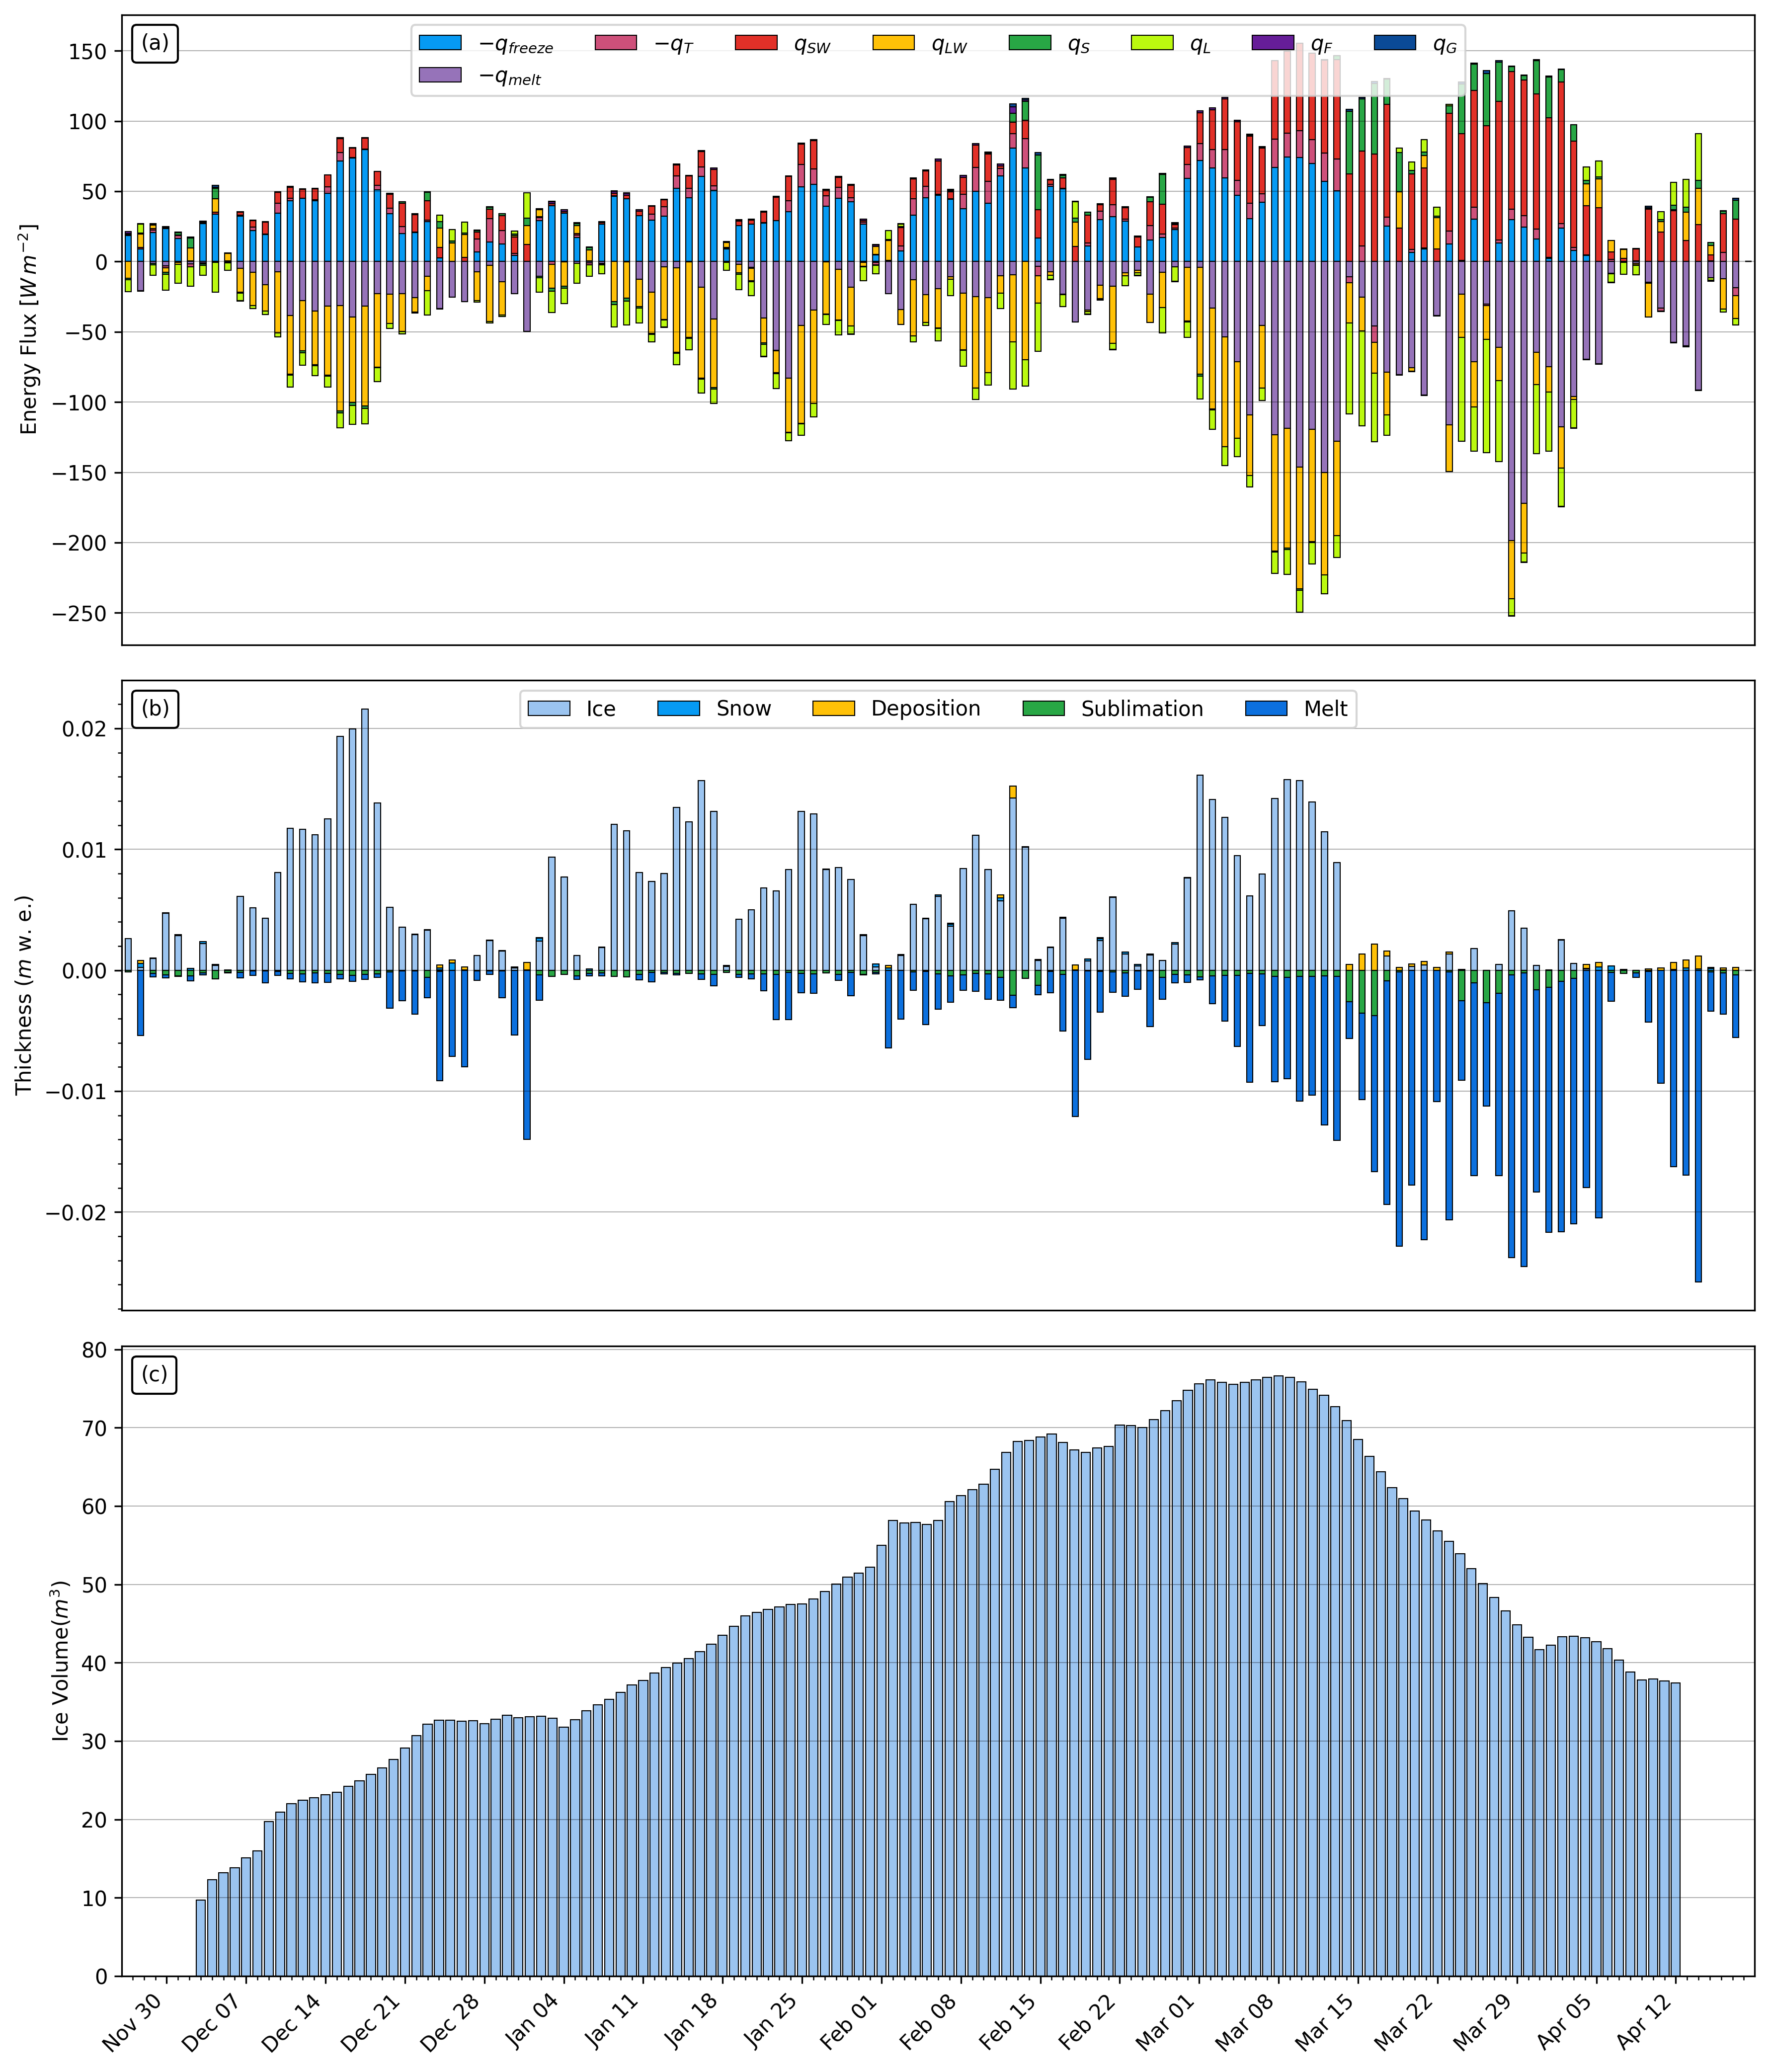 (a)
−q_freeze −q_T q_SW q_LW q_S q_L q_F q_G
−q_melt
Energy Flux [W m⁻²]
150
100
50
0
−50
−100
−150
−200
−250
(b)
Ice Snow Deposition Sublimation Melt
Thickness (m w. e.)
0.02
0.01
0.00
−0.01
−0.02
(c)
Ice Volume(m³)
80
70
60
50
40
30
20
10
0
Nov 30 Dec 07 Dec 14 Dec 21 Dec 28 Jan 04 Jan 11 Jan 18 Jan 25 Feb 01 Feb 08 Feb 15 Feb 22 Mar 01 Mar 08 Mar 15 Mar 22 Mar 29 Apr 05 Apr 12